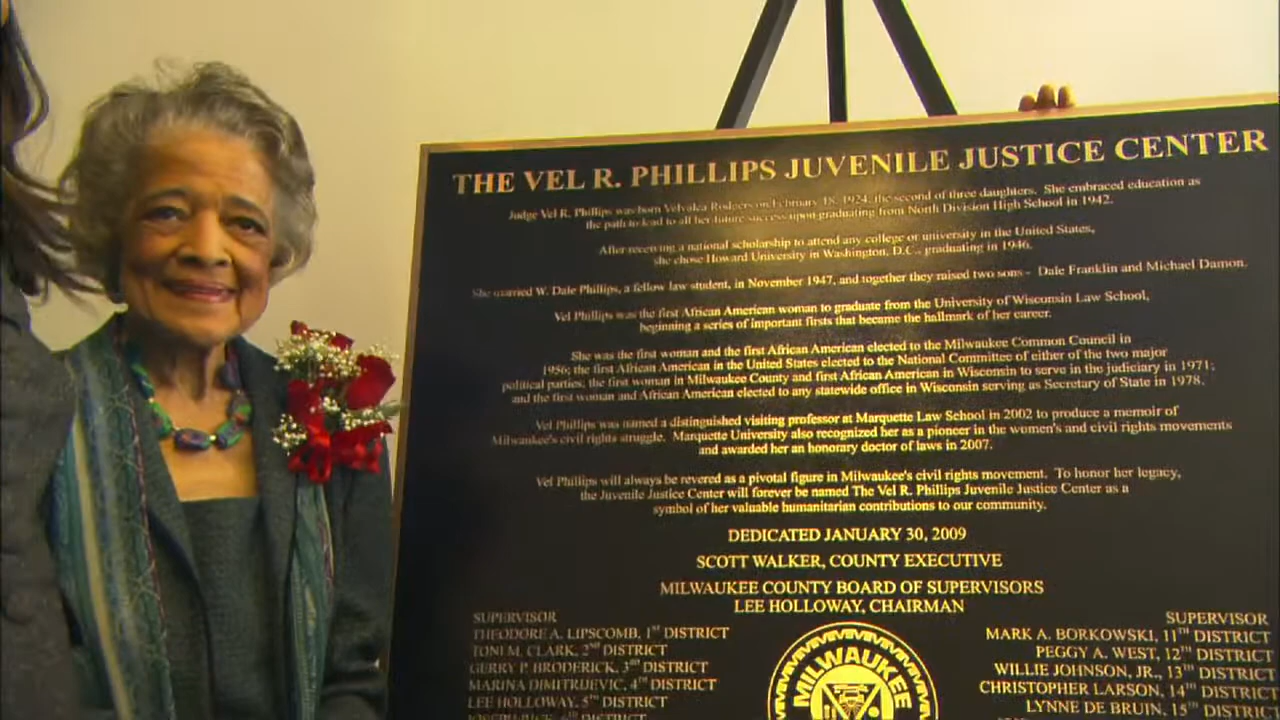 THE VEL R. PHILLIPS JUVENILE JUSTICE CENTER
Judge Vel R. Phillips was born Velvalea Rodgers on February 18, 1924, the second of three daughters. She embraced education as
the path to lead to all her future success upon graduating from North Division High School in 1942.
After receiving a national scholarship to attend any college or university in the United States,
she chose Howard University in Washington, D.C., graduating in 1946.
She married W. Dale Phillips, a fellow law student, in November 1947, and together they raised two sons - Dale Franklin and Michael Damon.
Vel Phillips was the first African American woman to graduate from the University of Wisconsin Law School,
beginning a series of important firsts that became the hallmark of her career.
She was the first woman and the first African American elected to the Milwaukee Common Council in
1956; the first African American in the United States elected to the National Committee of either of the two major
political parties; the first woman in Milwaukee County and first African American in Wisconsin to serve in the judiciary in 1971;
and the first woman and African American elected to any statewide office in Wisconsin serving as Secretary of State in 1978.
Vel Phillips was named a distinguished visiting professor at Marquette Law School in 2002 to produce a memoir of
Milwaukee's civil rights struggle. Marquette University also recognized her as a pioneer in the women's and civil rights movements
and awarded her an honorary doctor of laws in 2007.
Vel Phillips will always be revered as a pivotal figure in Milwaukee's civil rights movement. To honor her legacy,
the Juvenile Justice Center will forever be named The Vel R. Phillips Juvenile Justice Center as a
symbol of her valuable humanitarian contributions to our community.
DEDICATED JANUARY 30, 2009
SCOTT WALKER, COUNTY EXECUTIVE
MILWAUKEE COUNTY BOARD OF SUPERVISORS
LEE HOLLOWAY, CHAIRMAN
SUPERVISOR
THEODORE A. LIPSCOMB, 1ST DISTRICT
TONI M. CLARK, 2ND DISTRICT
GERRY P. BRODERICK, 3RD DISTRICT
MARINA DIMITRIJEVIC, 4TH DISTRICT
LEE HOLLOWAY, 5TH DISTRICT
MILWAUKEE
SUPERVISOR
MARK A. BORKOWSKI, 11TH DISTRICT
PEGGY A. WEST, 12TH DISTRICT
WILLIE JOHNSON, JR., 13TH DISTRICT
CHRISTOPHER LARSON, 14TH DISTRICT
LYNNE DE BRUIN, 15TH DISTRICT